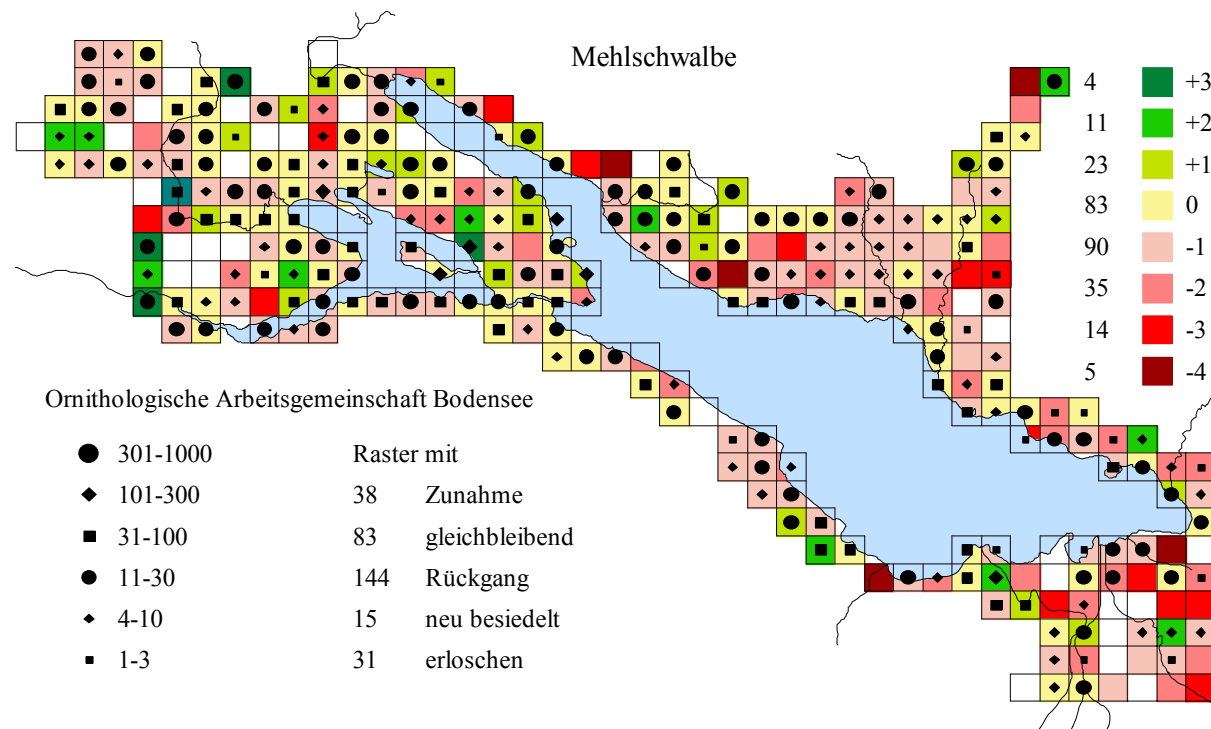 Mehlschwalbe
4 +3
11 +2
23 +1
83 0
90 -1
35 -2
14 -3
5 -4
Ornithologische Arbeitsgemeinschaft Bodensee
301-1000 Raster mit
101-300 38 Zunahme
31-100 83 gleichbleibend
11-30 144 Rückgang
4-10 15 neu besiedelt
1-3 31 erloschen